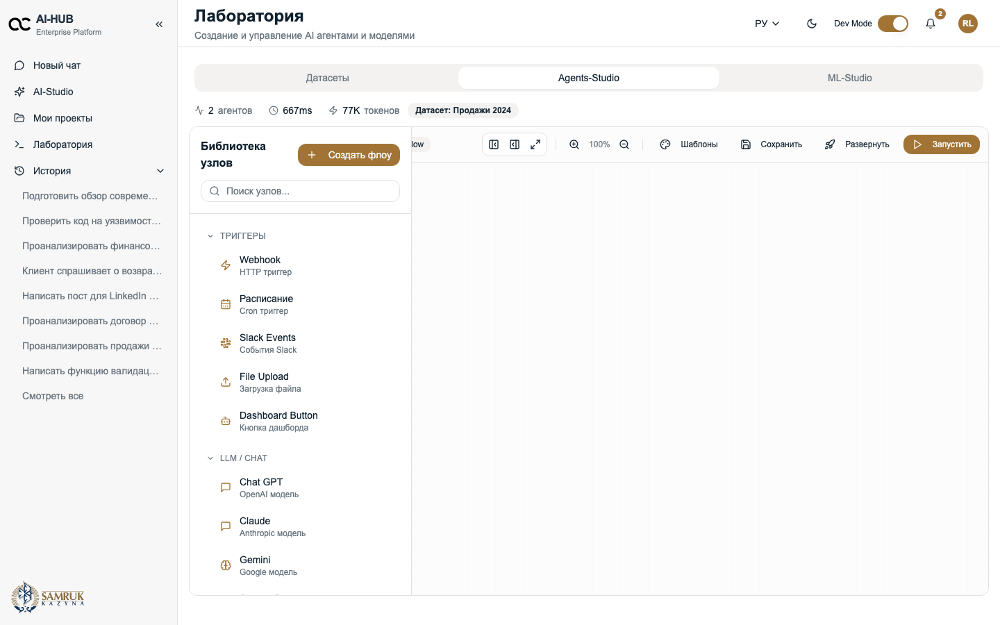 AI-HUB
Enterprise Platform
Новый чат
AI-Studio
Мои проекты
Лаборатория
История
Подготовить обзор совреме...
Проверить код на уязвимост...
Проанализировать финансо...
Клиент спрашивает о возвра...
Написать пост для LinkedIn ...
Проанализировать договор ...
Проанализировать продажи ...
Написать функцию валидац...
Смотреть все
SAMRUK
KAZYNA
Лаборатория
Создание и управление AI агентами и моделями
РУ
Dev Mode
2
RL
Датасеты
Agents-Studio
ML-Studio
2 агентов
667ms
77K токенов
Датасет: Продажи 2024
Библиотека
узлов
Создать флоу
Поиск узлов...
100%
Шаблоны
Сохранить
Развернуть
Запустить
ТРИГГЕРЫ
Webhook
HTTP триггер
Расписание
Cron триггер
Slack Events
События Slack
File Upload
Загрузка файла
Dashboard Button
Кнопка дашборда
LLM / CHAT
Chat GPT
OpenAI модель
Claude
Anthropic модель
Gemini
Google модель